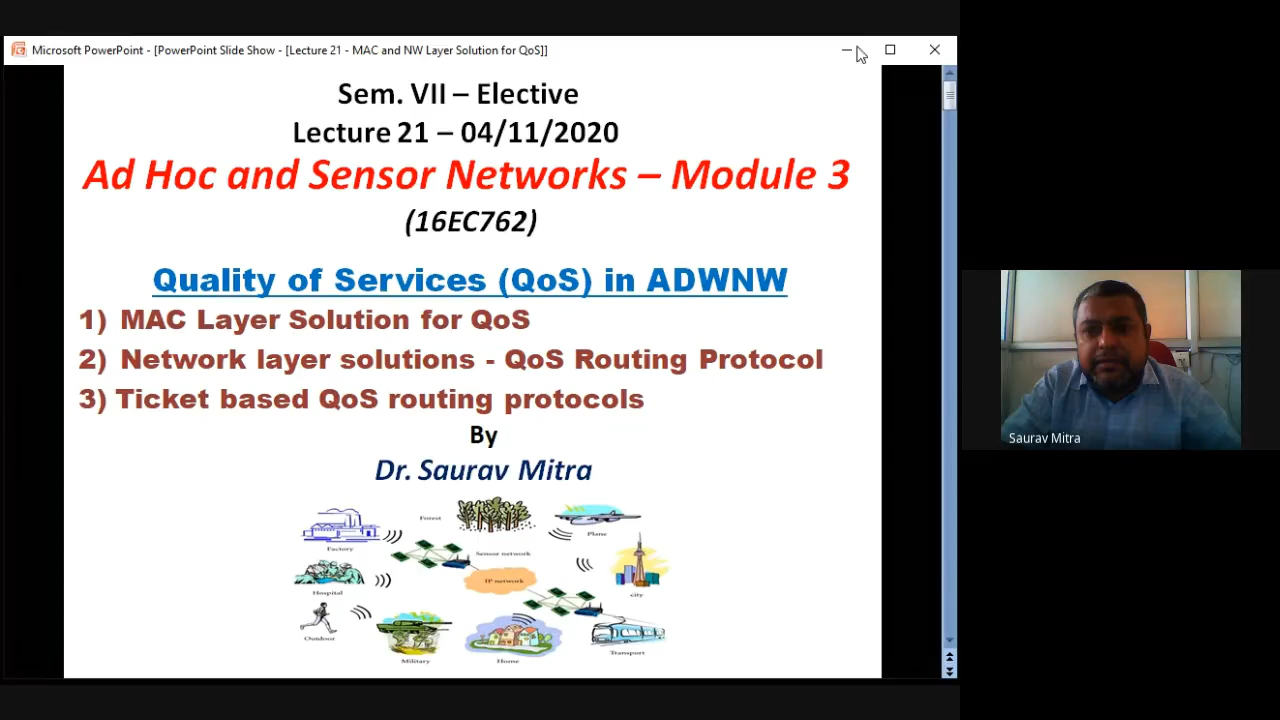 Microsoft PowerPoint - [PowerPoint Slide Show - [Lecture 21 - MAC and NW Layer Solution for QoS]]
Sem. VII – Elective
Lecture 21 – 04/11/2020
Ad Hoc and Sensor Networks – Module 3
(16EC762)
Quality of Services (QoS) in ADWNW
1) MAC Layer Solution for QoS
2) Network layer solutions - QoS Routing Protocol
3) Ticket based QoS routing protocols
By
Dr. Saurav Mitra
Forest
Plane
Factory
Sensor network
IP network
Hospital
city
Outdoor
Military
Home
Transport
Saurav Mitra